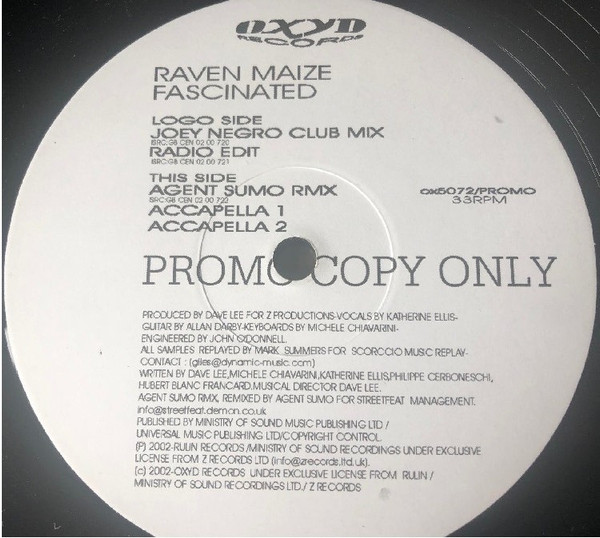 OXYD
RECORDS
RAVEN MAIZE
FASCINATED
LOGO SIDE
JOEY NEGRO CLUB MIX
ISRC:GB CEN 02 00 720
RADIO EDIT
ISRC:GB CEN 02 00 721
THIS SIDE
AGENT SUMO RMX
ISRC:GB CEN 02 00 722
ACCAPELLA 1
ACCAPELLA 2
ox5072/PROMO
33RPM
PROMO COPY ONLY
PRODUCED BY DAVE LEE FOR Z PRODUCTIONS-VOCALS BY KATHERINE ELLIS-
GUITAR BY ALLAN DARBY-KEYBOARDS BY MICHELE CHIAVARINI-
ENGINEERED BY JOHN ODONNELL.
ALL SAMPLES REPLAYED BY MARK SUMMERS FOR SCORCCIO MUSIC REPLAY-
CONTACT : (giles@dynamic-music.com)
WRITEN BY DAVE LEE,MICHELE CHIAVARINI,KATHERINE ELLIS,PHILIPPE CERBONESCHI,
HUBERT BLANC FRANCARD.MUSICAL DIRECTOR DAVE LEE.
AGENT SUMO RMX, REMIXED BY AGENT SUMO FOR STREETFEAT MANAGEMENT.
info@streetfeat.demon.co.uk
PUBLISHED BY MINISTRY OF SOUND MUSIC PUBLISHING LTD /
UNIVERSAL MUSIC PUBLISHING LTD/COPYRIGHT CONTROL.
(P) 2002-RULIN RECORDS /MINISTRY OF SOUND RECORDINGS UNDER EXCLUSIVE
LICENSE FROM Z RECORDS LTD (info@zrecords.ltd.uk).
(c) 2002-OXYD RECORDS UNDER EXCLUSIVE LICENSE FROM RULIN /
MINISTRY OF SOUND RECORDINGS LTD./ Z RECORDS